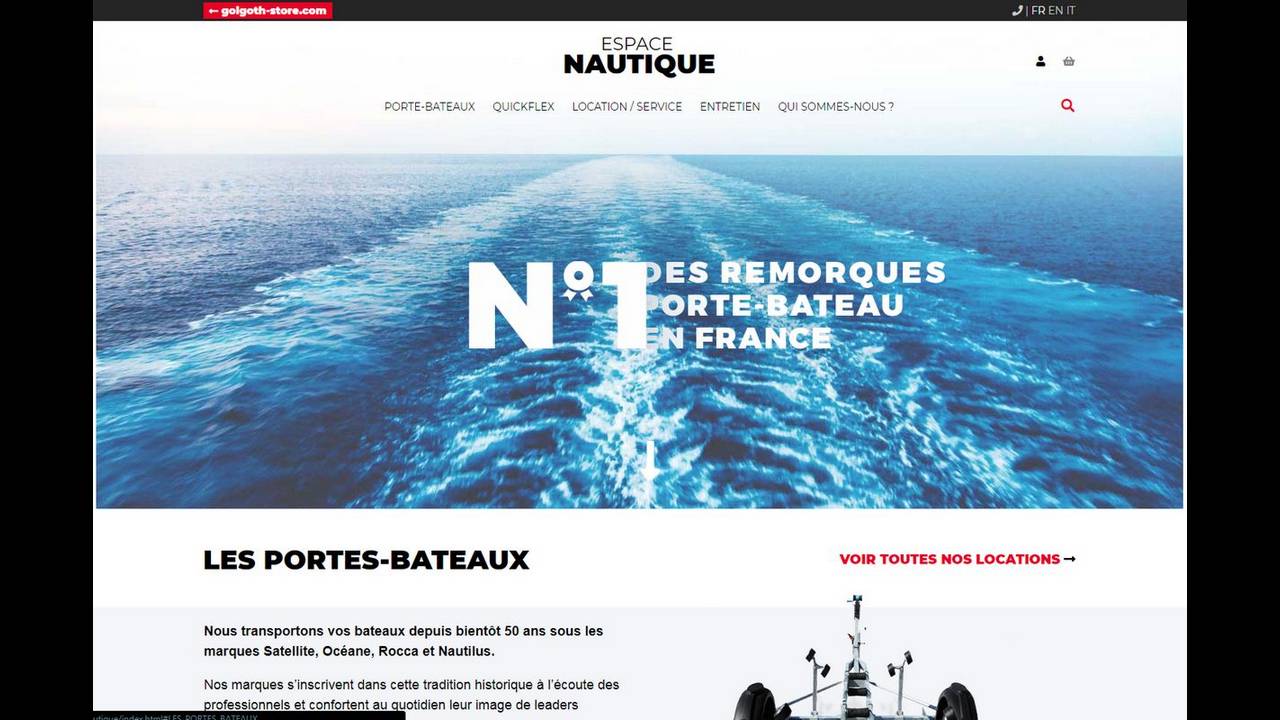 ← golgoth-store.com
| FR EN IT
ESPACE
NAUTIQUE
PORTE-BATEAUX QUICKFLEX LOCATION / SERVICE ENTRETIEN QUI SOMMES-NOUS ?
N°1 DES REMORQUES
PORTE-BATEAU
EN FRANCE
LES PORTES-BATEAUX
VOIR TOUTES NOS LOCATIONS →
Nous transportons vos bateaux depuis bientôt 50 ans sous les
marques Satellite, Océane, Rocca et Nautilus.
Nos marques s'inscrivent dans cette tradition historique à l'écoute des
professionnels et confortent au quotidien leur image de leaders
utique/index.html#LES_PORTES_BATEAUX